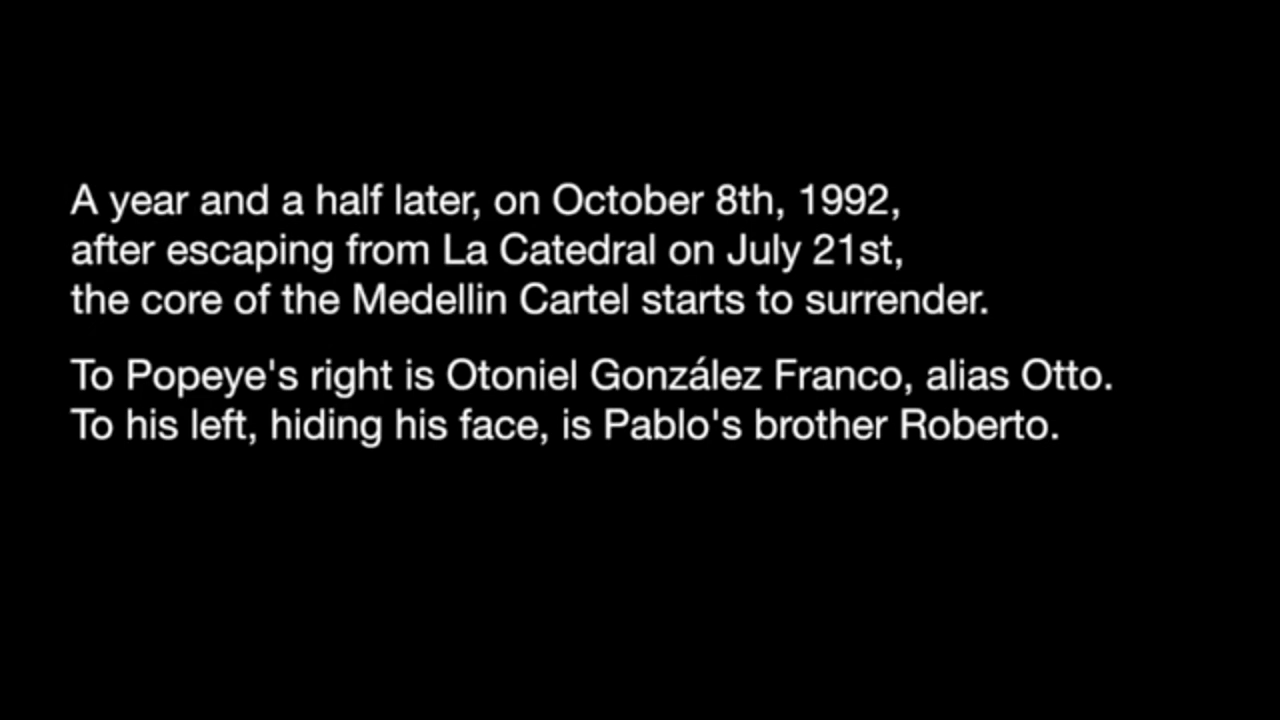 A year and a half later, on October 8th, 1992,
after escaping from La Catedral on July 21st,
the core of the Medellin Cartel starts to surrender.
To Popeye's right is Otoniel González Franco, alias Otto.
To his left, hiding his face, is Pablo's brother Roberto.